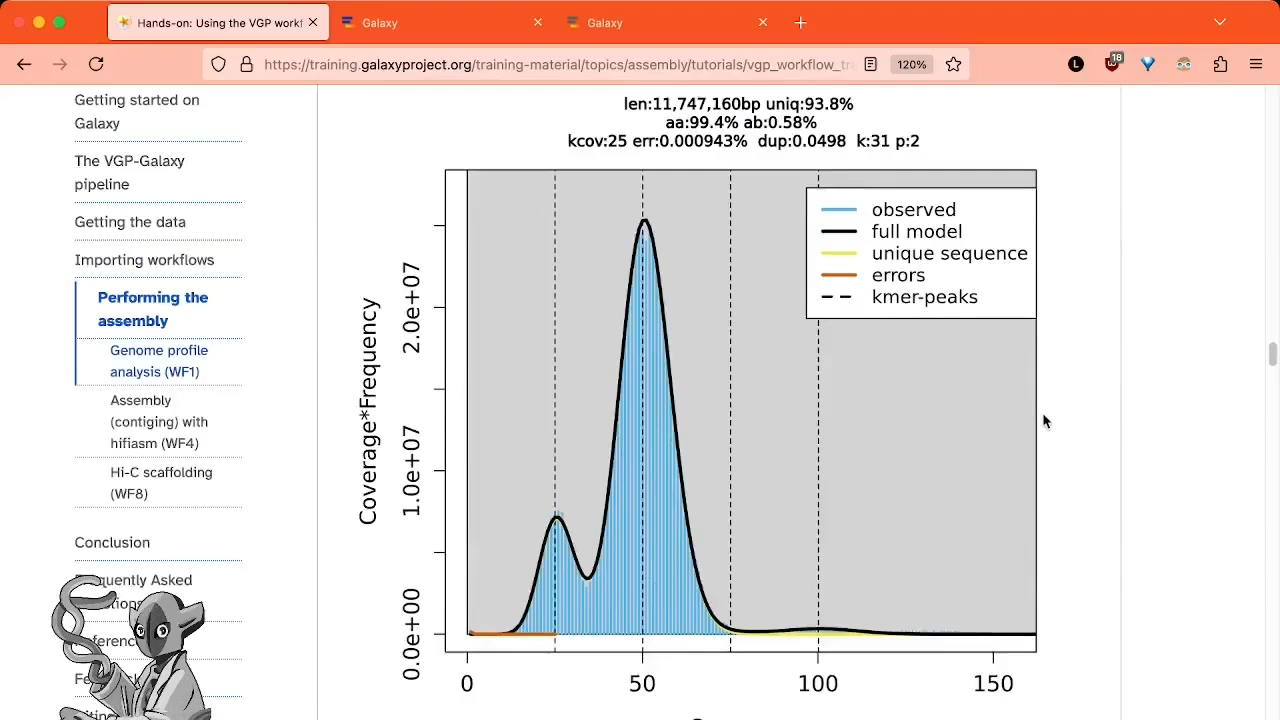 Hands-on: Using the VGP workf
Galaxy
Galaxy
https://training.galaxyproject.org/training-material/topics/assembly/tutorials/vgp_workflow_tr
120%
18
L
Getting started on
Galaxy
The VGP-Galaxy
pipeline
Getting the data
Importing workflows
Performing the
assembly
Genome profile
analysis (WF1)
Assembly
(contiging) with
hifiasm (WF4)
Hi-C scaffolding
(WF8)
Conclusion
equently Asked
len:11,747,160bp uniq:93.8%
aa:99.4% ab:0.58%
kcov:25 err:0.000943% dup:0.0498 k:31 p:2
observed
full model
unique sequence
errors
kmer-peaks
Coverage*Frequency
2.0e+07
1.0e+07
0.0e+00
0
50
100
150